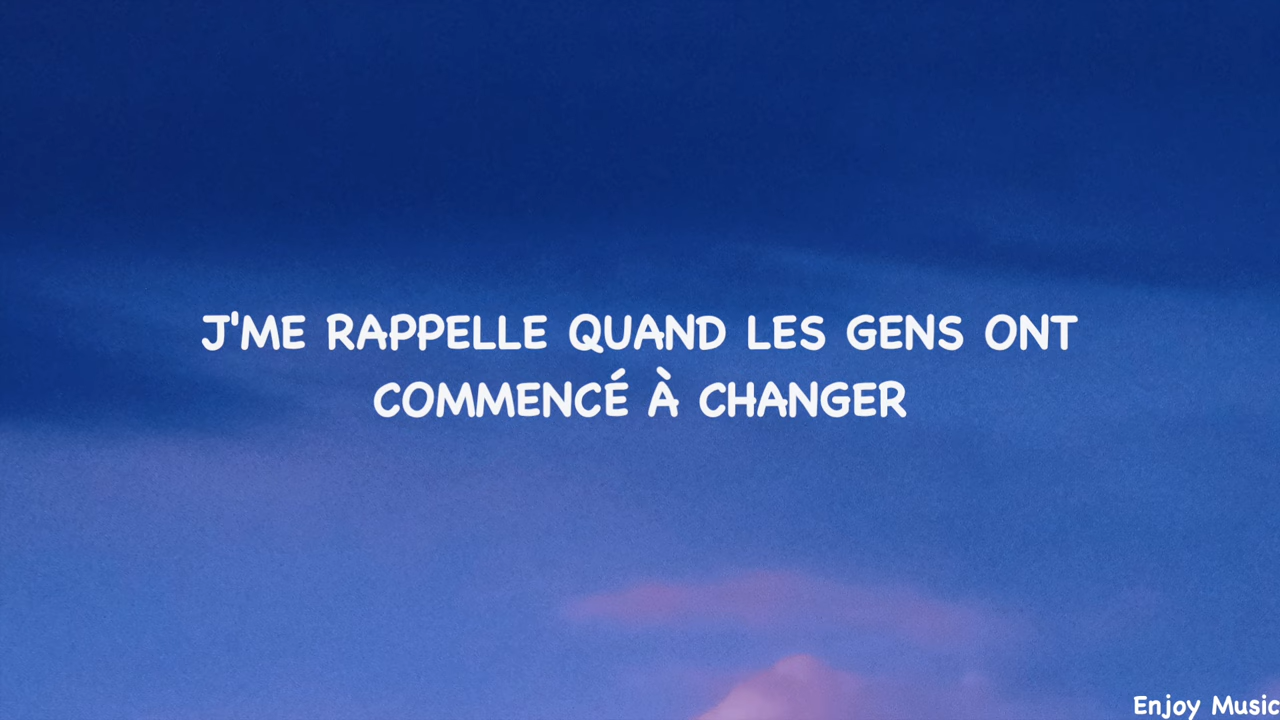 J'ME RAPPELLE QUAND LES GENS ONT
COMMENCÉ À CHANGER
Enjoy Music